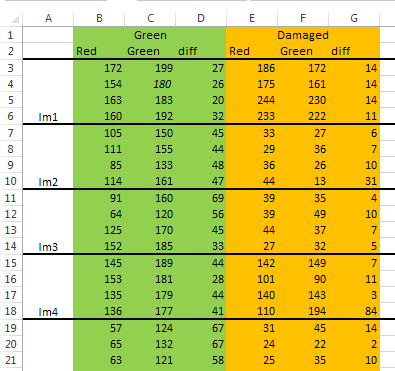 A B C D E F G
1 Green Damaged
2 Red Green diff Red Green diff
3 172 199 27 186 172 14
4 154 180 26 175 161 14
5 163 183 20 244 230 14
6 Im1 160 192 32 233 222 11
7 105 150 45 33 27 6
8 111 155 44 29 36 7
9 85 133 48 36 26 10
10 Im2 114 161 47 44 13 31
11 91 160 69 39 35 4
12 64 120 56 39 49 10
13 125 170 45 44 37 7
14 Im3 152 185 33 27 32 5
15 145 189 44 142 149 7
16 153 181 28 101 90 11
17 135 179 44 140 143 3
18 Im4 136 177 41 110 194 84
19 57 124 67 31 45 14
20 65 132 67 24 22 2
21 63 121 58 25 35 10